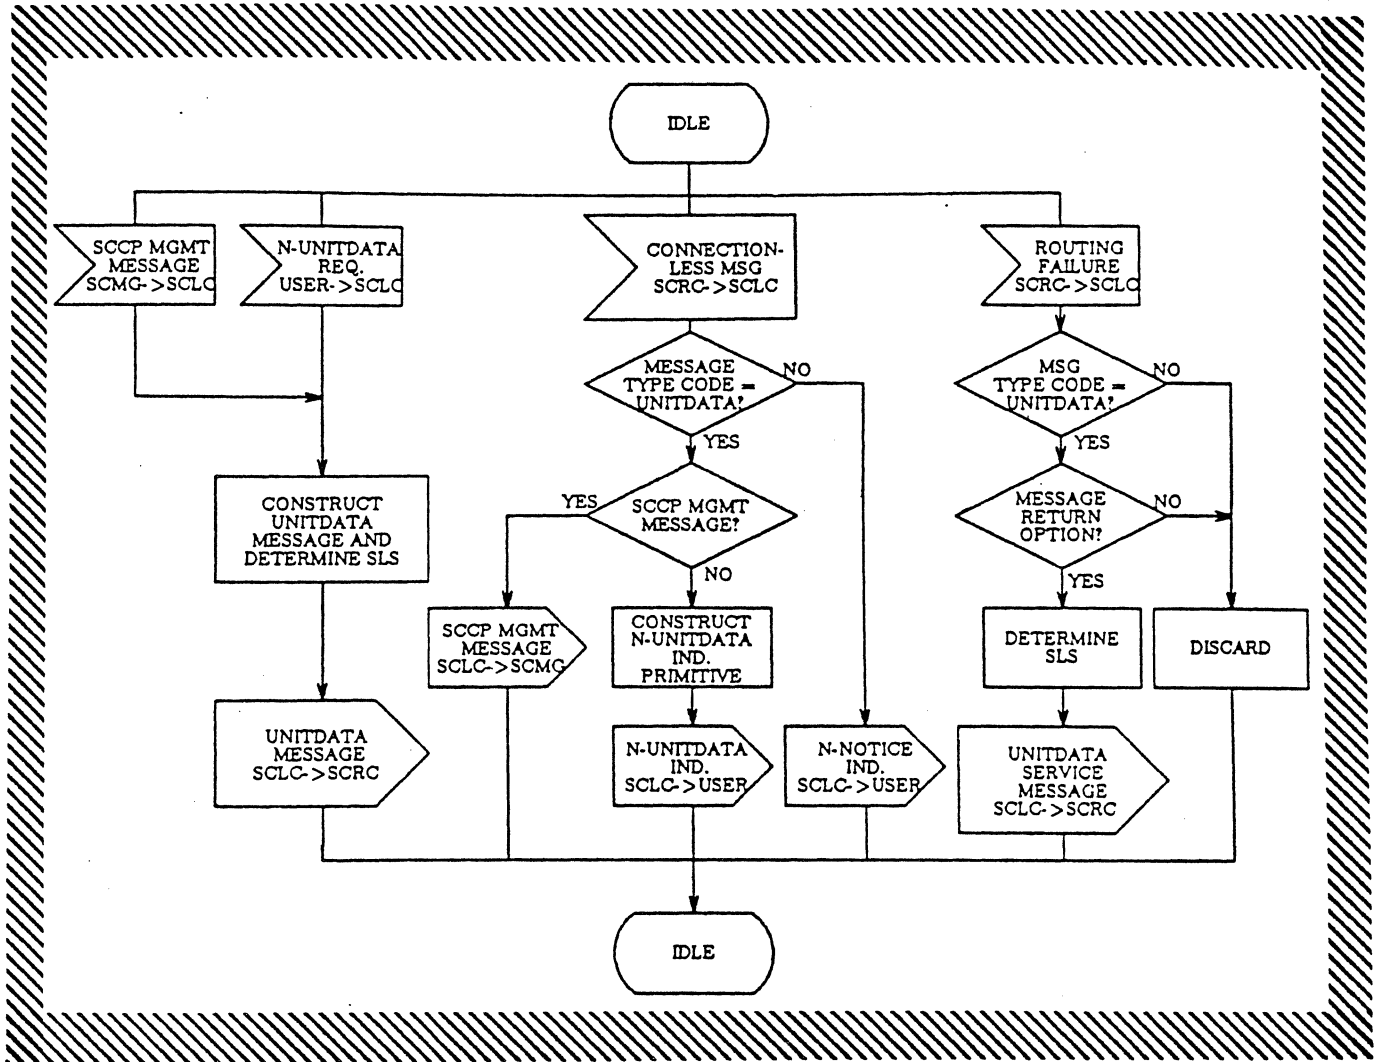 IDLE
SCCP MGMT
MESSAGE
SCMG->SCLC
N-UNITDATA
REQ.
USER->SCLC
CONNECTION-
LESS MSG
SCRC->SCLC
ROUTING
FAILURE
SCRC->SCLC
MESSAGE
TYPE CODE =
UNITDATA?
NO
YES
MSG
TYPE CODE =
UNITDATA?
NO
YES
CONSTRUCT
UNITDATA
MESSAGE AND
DETERMINE SLS
YES
SCCP MGMT
MESSAGE?
NO
MESSAGE
RETURN
OPTION?
NO
YES
SCCP MGMT
MESSAGE
SCLC->SCMG
CONSTRUCT
N-UNITDATA
IND.
PRIMITIVE
DETERMINE
SLS
DISCARD
UNITDATA
MESSAGE
SCLC->SCRC
N-UNITDATA
IND.
SCLC->USER
N-NOTICE
IND.
SCLC->USER
UNITDATA
SERVICE
MESSAGE
SCLC->SCRC
IDLE